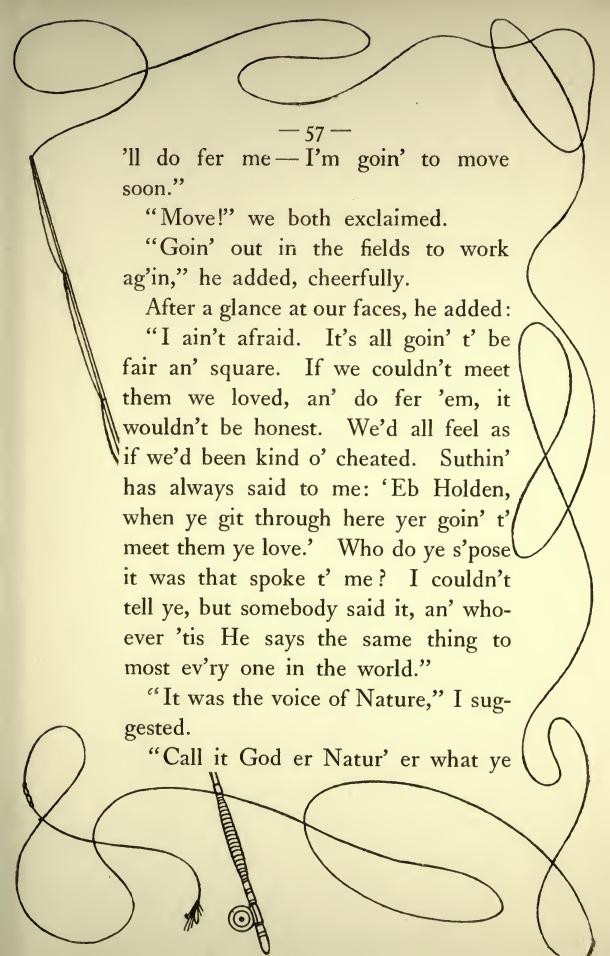 — 57 —
’ll do fer me — I’m goin’ to move
soon.”
“Move!” we both exclaimed.
“Goin’ out in the fields to work
ag’in,” he added, cheerfully.
After a glance at our faces, he added:
“I ain’t afraid. It’s all goin’ t’ be
fair an’ square. If we couldn’t meet
them we loved, an’ do fer ’em, it
wouldn’t be honest. We’d all feel as
if we’d been kind o’ cheated. Suthin’
has always said to me: ‘Eb Holden,
when ye git through here yer goin’ t’
meet them ye love.’ Who do ye s’pose
it was that spoke t’ me? I couldn’t
tell ye, but somebody said it, an’ who-
ever ’tis He says the same thing to
most ev’ry one in the world.”
“It was the voice of Nature,” I sug-
gested.
“Call it God er Natur’ er what ye